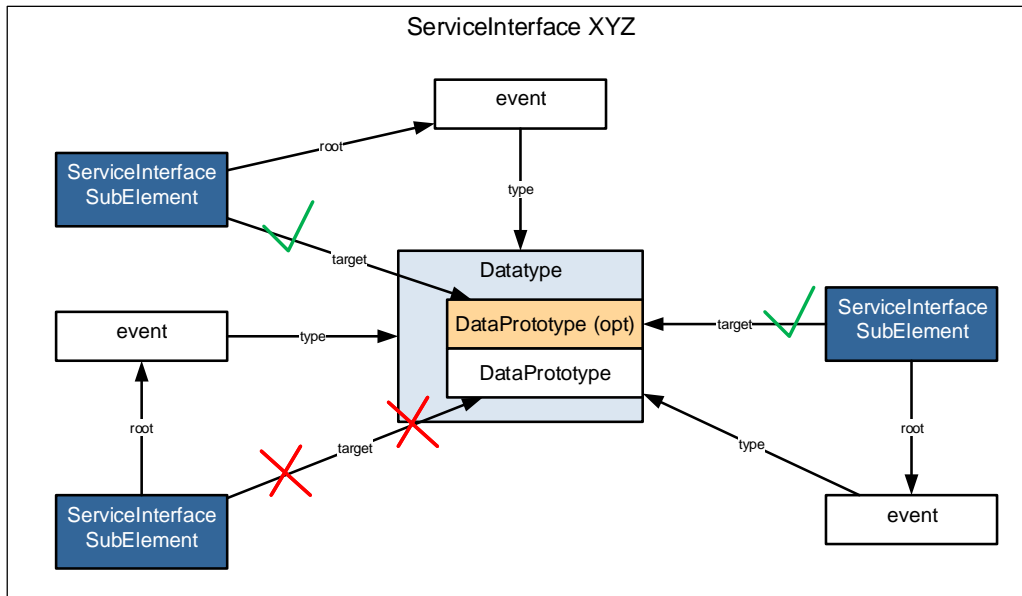 ServiceInterface XYZ
event
root
ServiceInterface
SubElement
type
target
Datatype
DataPrototype (opt)
target
ServiceInterface
SubElement
event
type
DataPrototype
root
target
type
root
ServiceInterface
SubElement
event